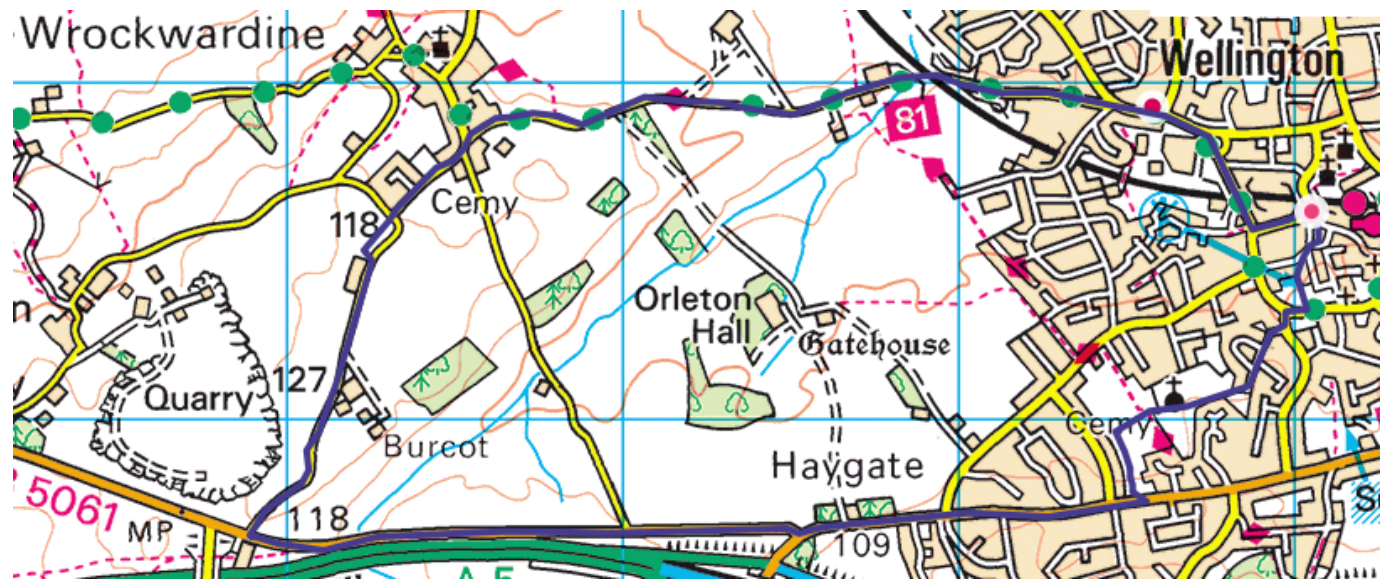 Wrockwardine
Wellington
81
Cemy
118
Orleton
Hall
Gatehouse
n
127
Quarry
Cemy
Burcot
Haygate
5061
118
MP
109
A 5